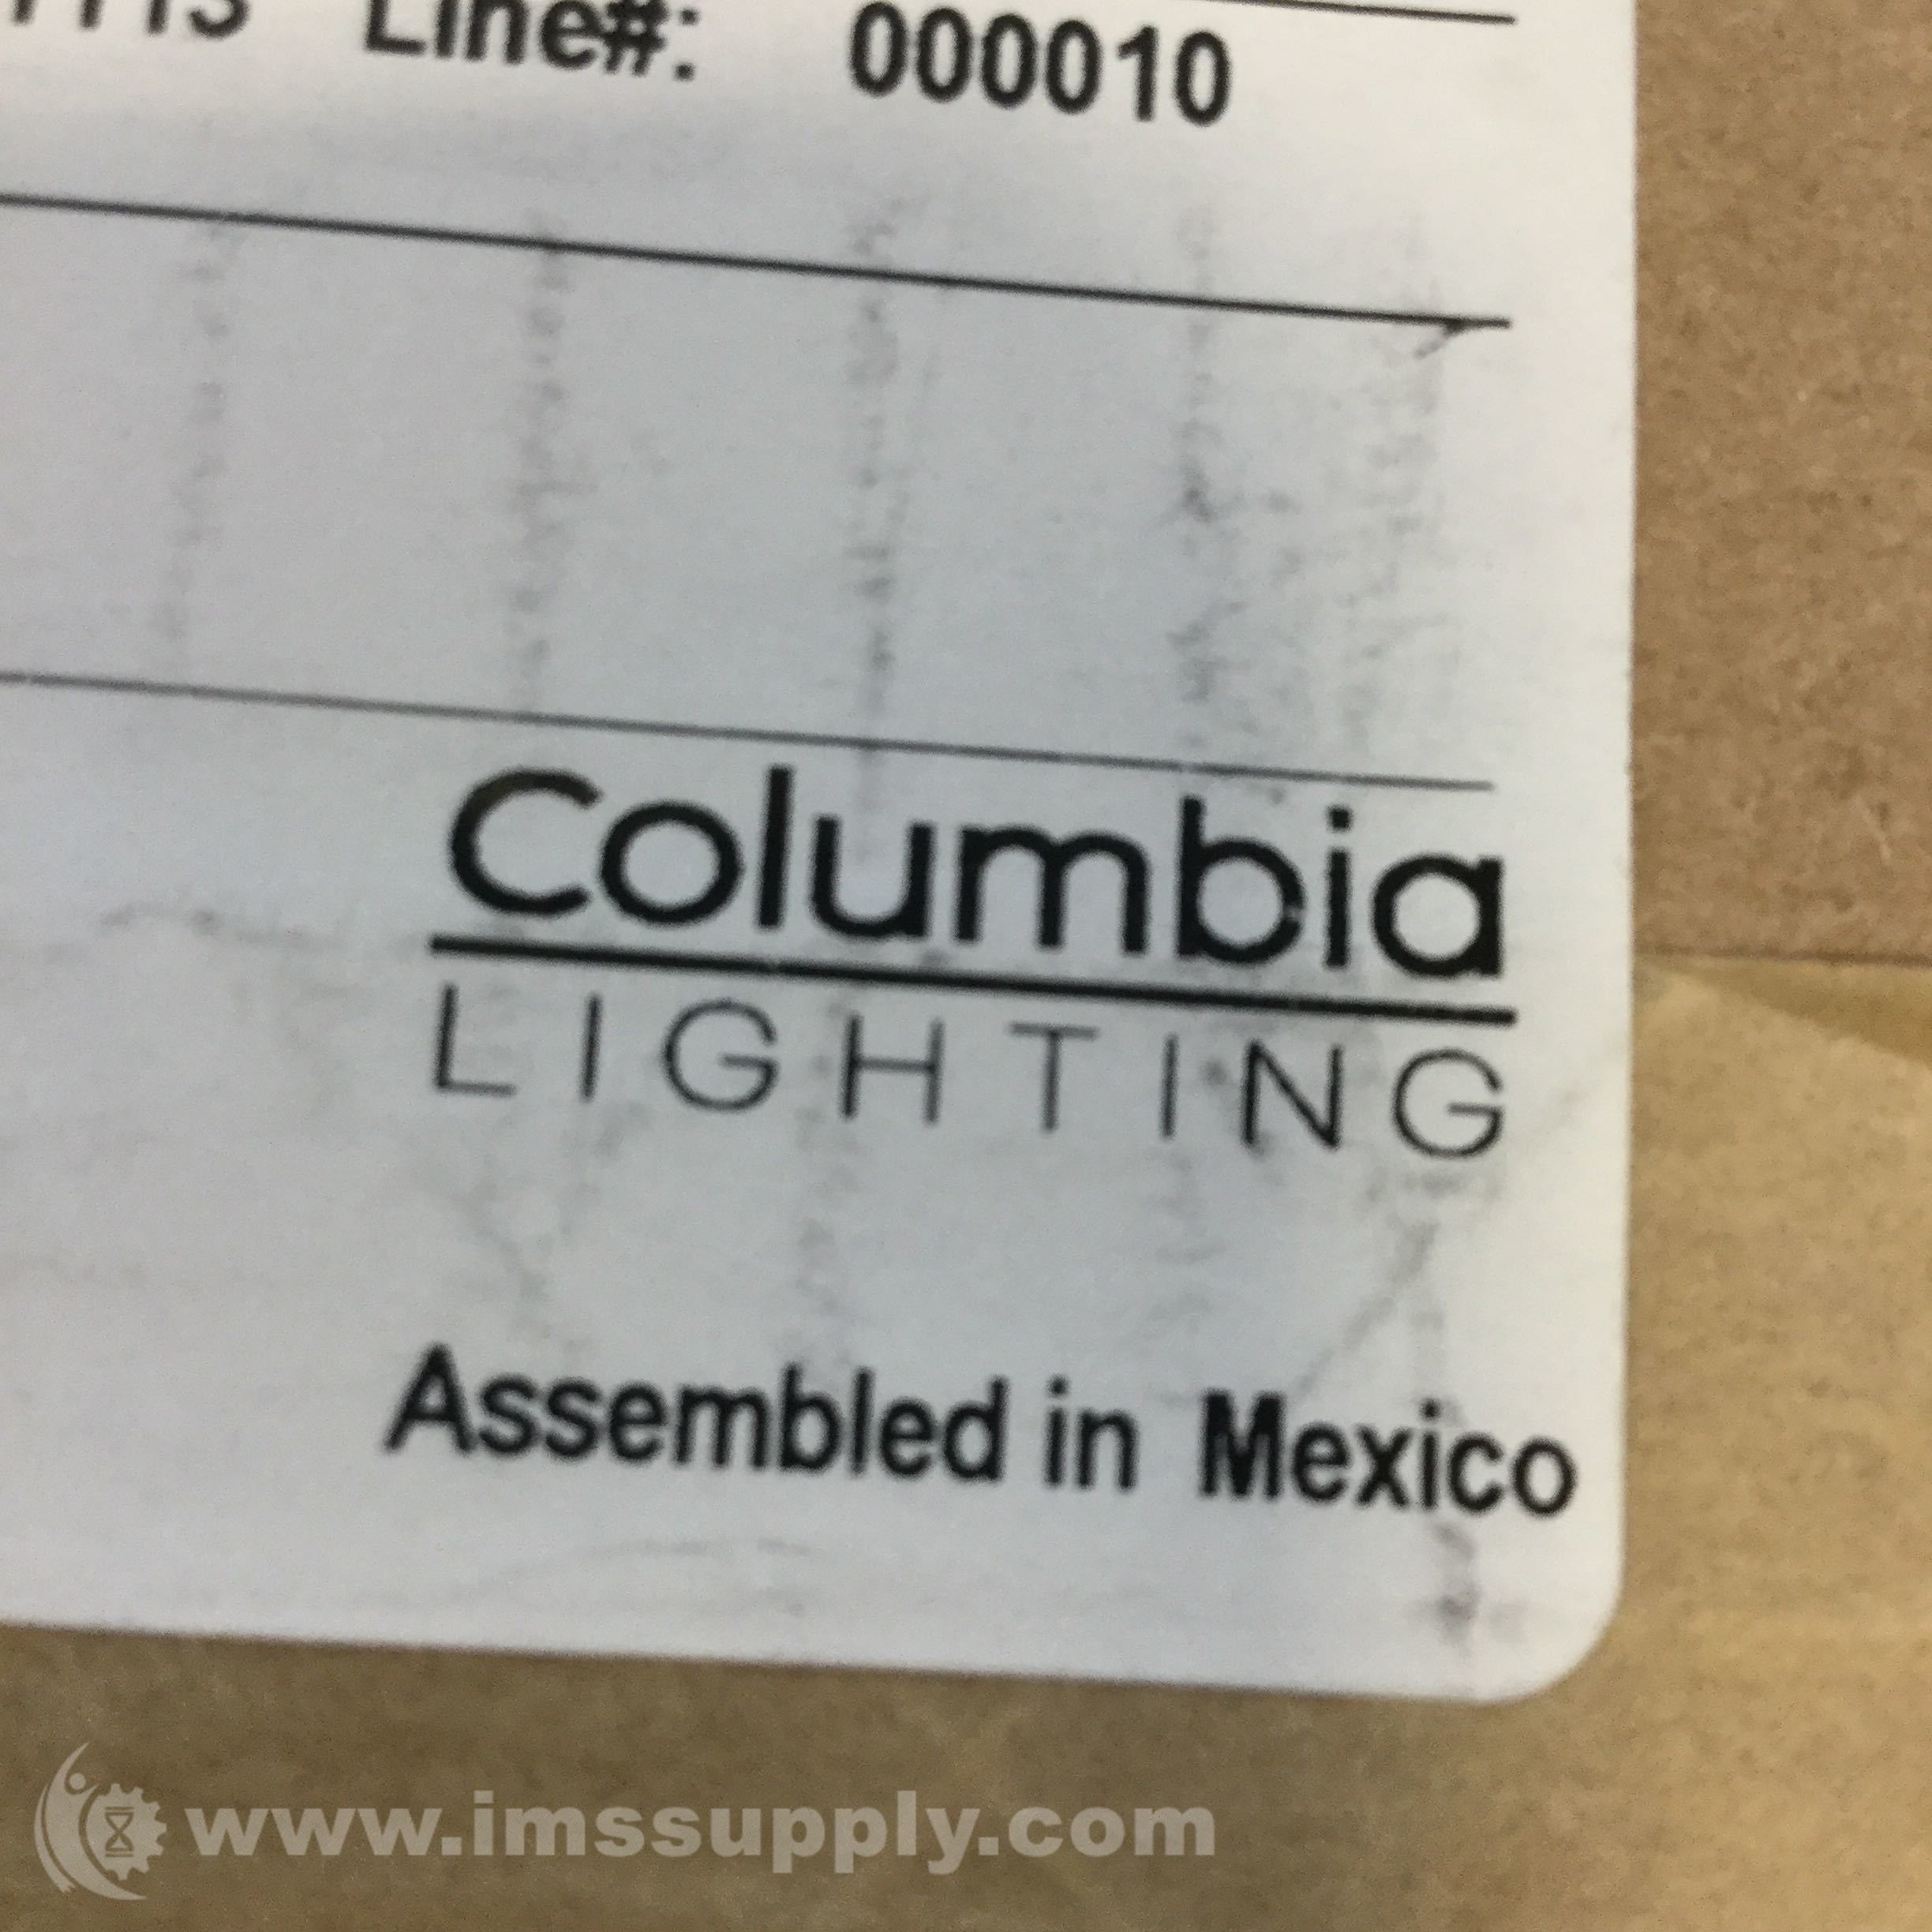 Line#: 000010
Columbia
LIGHTING
Assembled in Mexico
www.imssupply.com